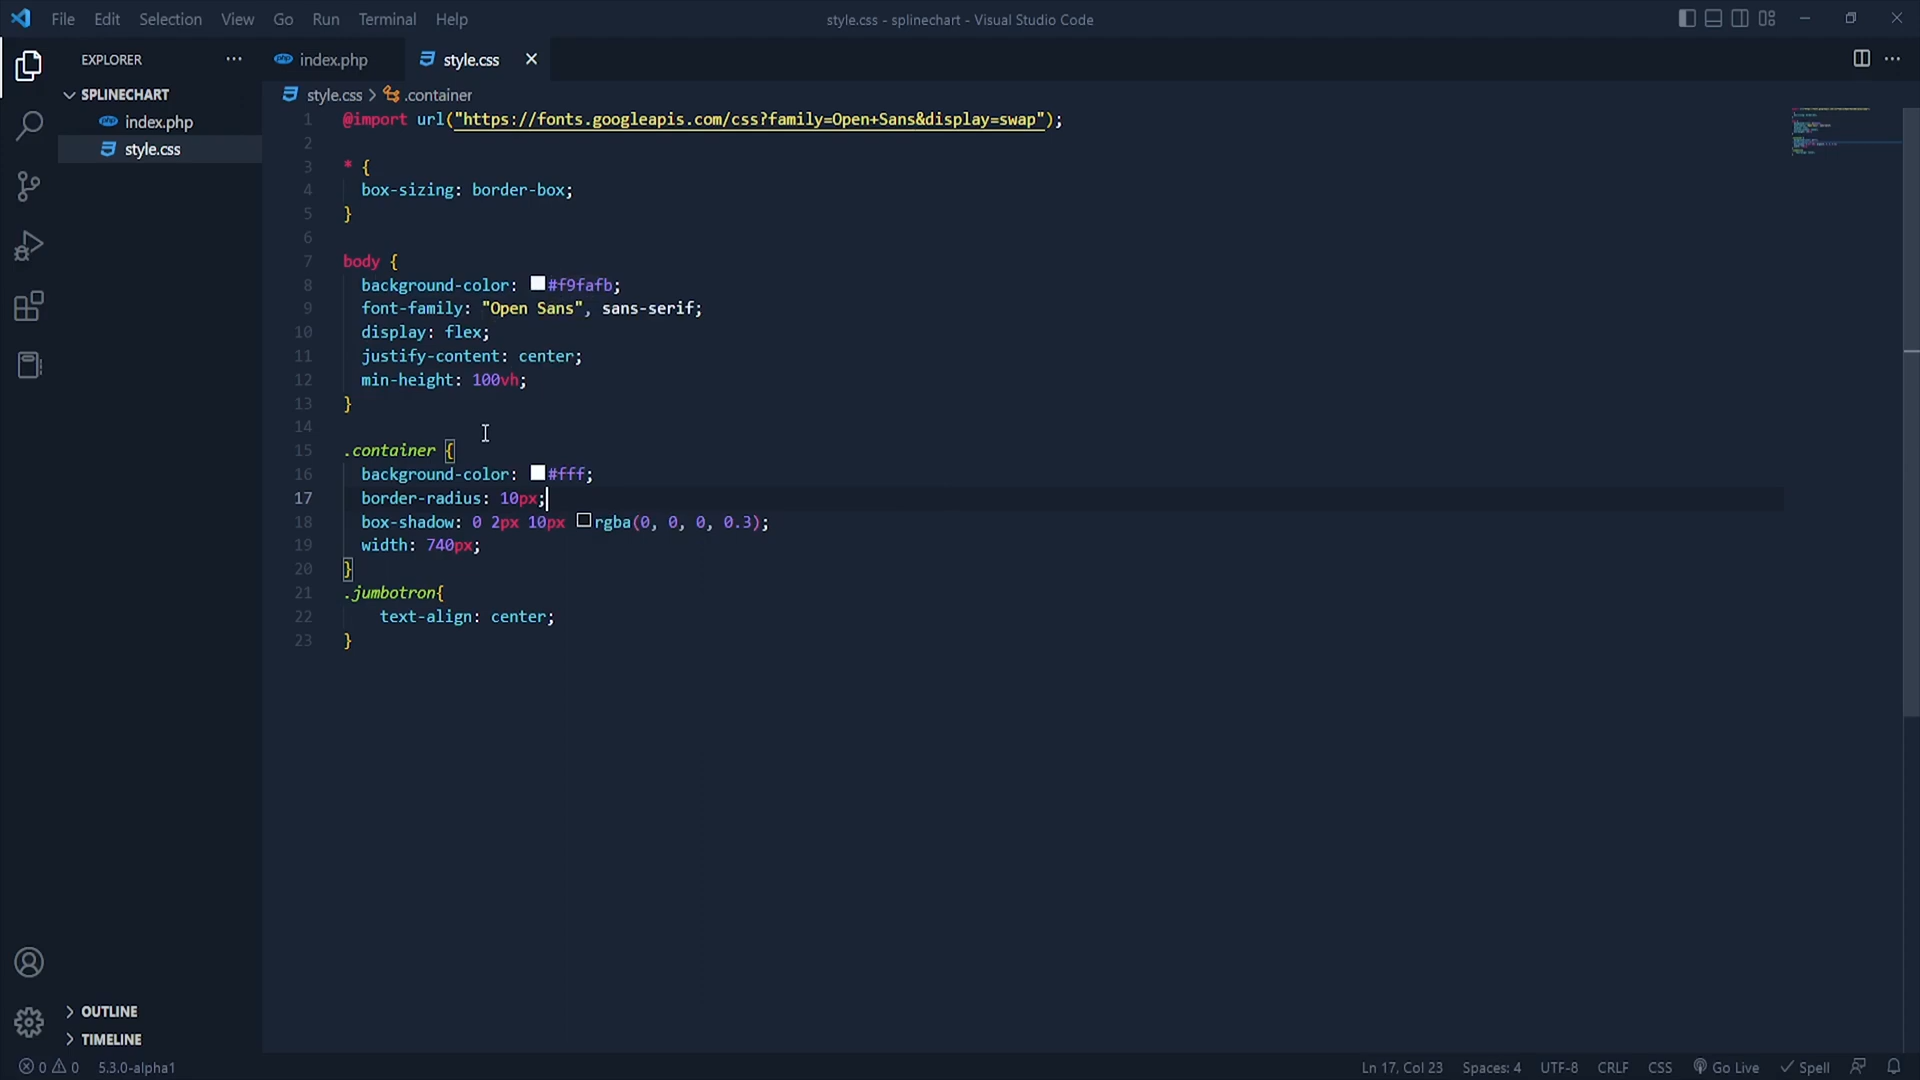 File Edit Selection View Go Run Terminal Help
style.css - splinechart - Visual Studio Code
EXPLORER
SPLINECHART
index.php
style.css
OUTLINE
TIMELINE
index.php
style.css
style.css > .container
1 @import url("https://fonts.googleapis.com/css?family=Open+Sans&display=swap");
2
3 * {
4 box-sizing: border-box;
5 }
6
7 body {
8 background-color: #f9fafb;
9 font-family: "Open Sans", sans-serif;
10 display: flex;
11 justify-content: center;
12 min-height: 100vh;
13 }
14
15 .container {
16 background-color: #fff;
17 border-radius: 10px;
18 box-shadow: 0 2px 10px rgba(0, 0, 0, 0.3);
19 width: 740px;
20 }
21 .jumbotron{
22 text-align: center;
23 }
0 0 5.3.0-alpha1
Ln 17, Col 23 Spaces: 4 UTF-8 CRLF CSS Go Live Spell